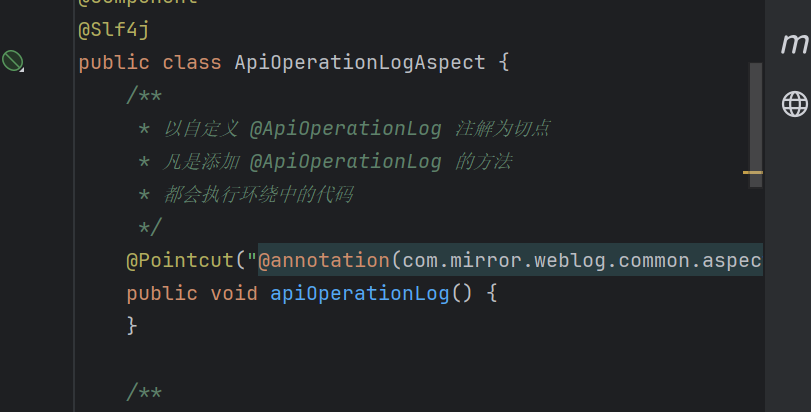 @Component
@Slf4j
public class ApiOperationLogAspect {
/**
* 以自定义 @ApiOperationLog 注解为切点
* 凡是添加 @ApiOperationLog 的方法
* 都会执行环绕中的代码
*/
@Pointcut("@annotation(com.mirror.weblog.common.aspec
public void apiOperationLog() {
}
/**
m